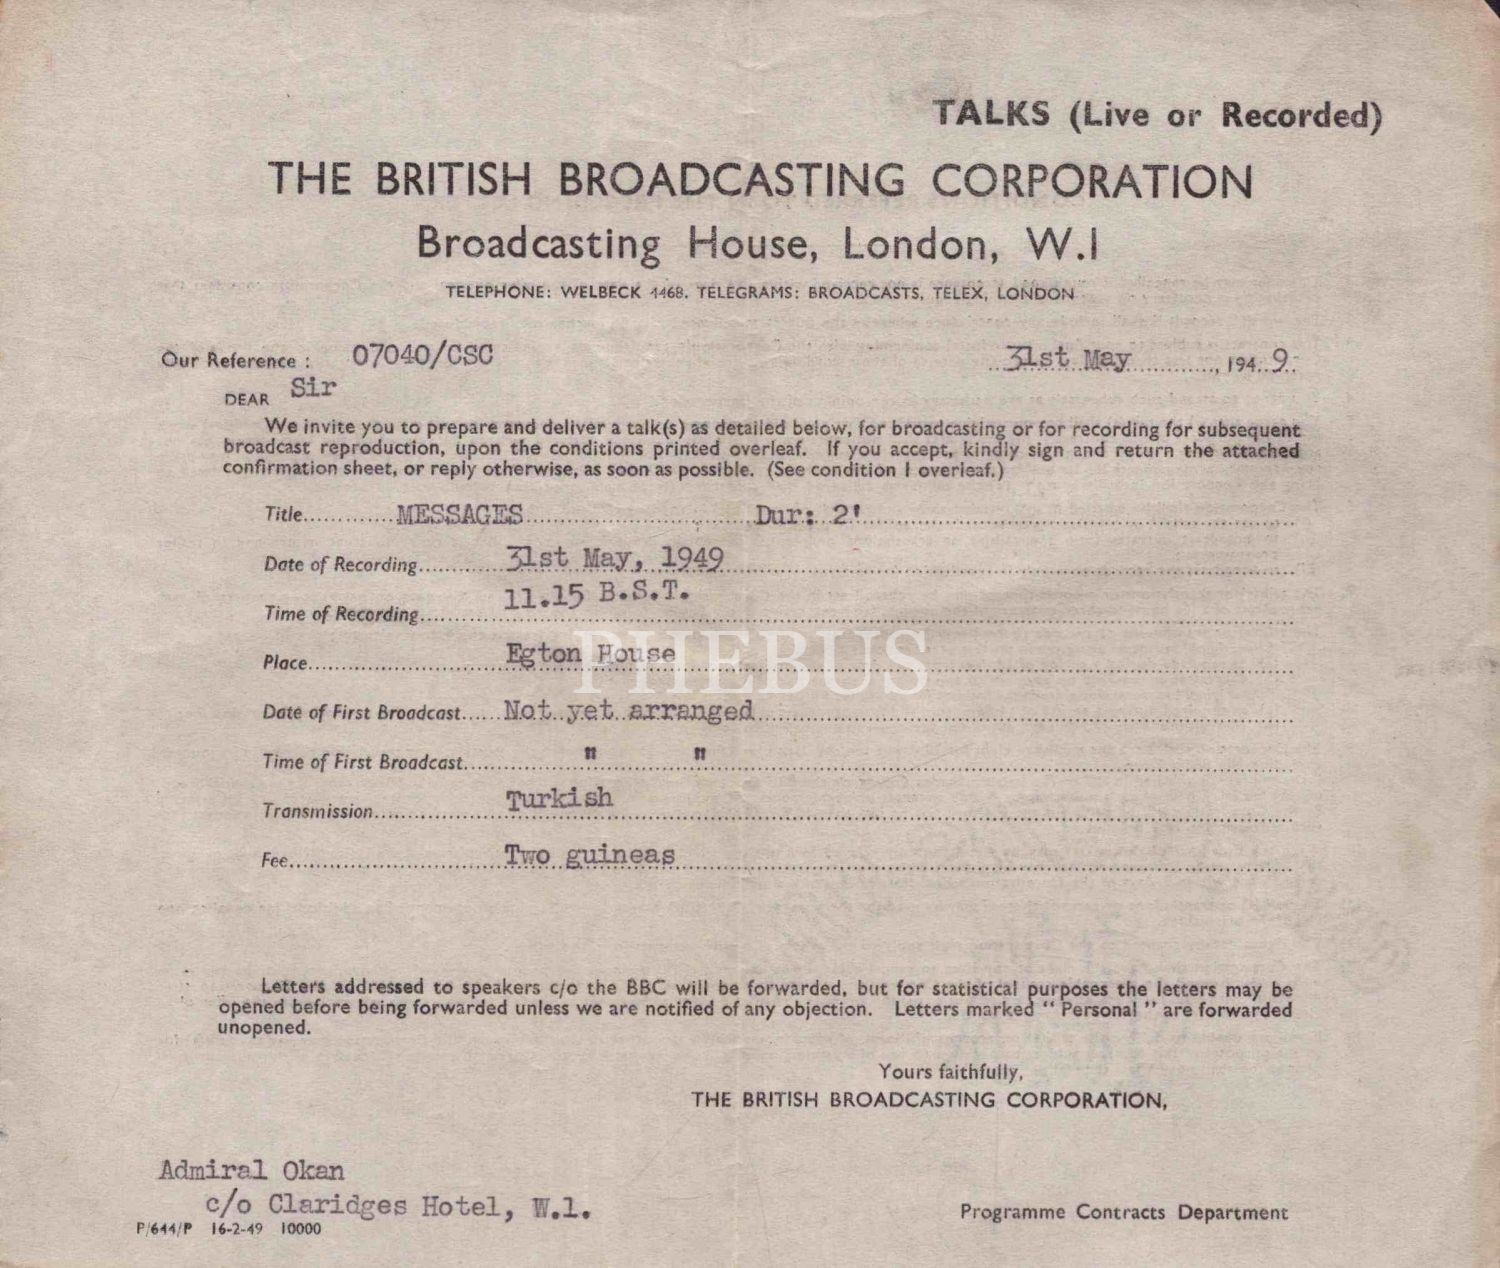 TALKS (Live or Recorded)
THE BRITISH BROADCASTING CORPORATION
Broadcasting House, London, W.1
TELEPHONE: WELBECK 4468. TELEGRAMS: BROADCASTS, TELEX, LONDON
Our Reference : 07040/CSC 31st May, 1949.
DEAR Sir
We invite you to prepare and deliver a talk(s) as detailed below, for broadcasting or for recording for subsequent
broadcast reproduction, upon the conditions printed overleaf. If you accept, kindly sign and return the attached
confirmation sheet, or reply otherwise, as soon as possible. (See condition 1 overleaf.)
Title MESSAGES Dur: 2'
Date of Recording 31st May, 1949
Time of Recording 11.15 B.S.T.
Place Egton House
PHEBUS
Date of First Broadcast Not yet arranged
Time of First Broadcast " "
Transmission Turkish
Fee Two guineas
Letters addressed to speakers c/o the BBC will be forwarded, but for statistical purposes the letters may be
opened before being forwarded unless we are notified of any objection. Letters marked "Personal" are forwarded
unopened.
Yours faithfully,
THE BRITISH BROADCASTING CORPORATION,
Admiral Okan
c/o Claridges Hotel, W.1.
Programme Contracts Department
P/644/P 16-2-49 10000